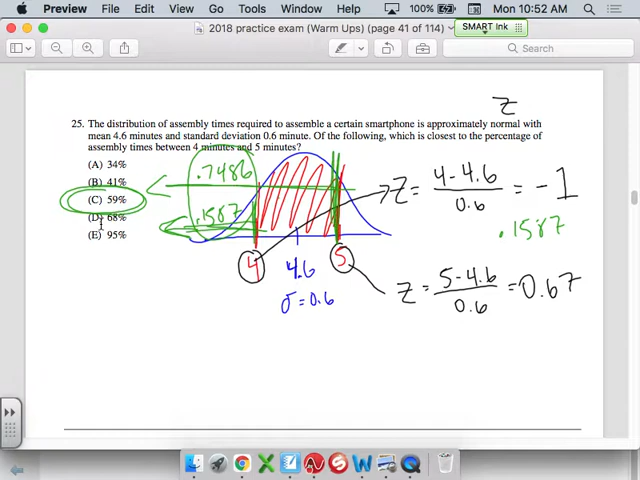 Preview File Edit View Go Tools Window Help 100% Mon 10:52 AM
2018 practice exam (Warm Ups) (page 41 of 114)
SMART Ink
Search
z
25. The distribution of assembly times required to assemble a certain smartphone is approximately normal with
mean 4.6 minutes and standard deviation 0.6 minute. Of the following, which is closest to the percentage of
assembly times between 4 minutes and 5 minutes?
(A) 34%
(B) 41%
(C) 59%
(D) 68%
(E) 95%
.7486
.1587
4
4.6
5
σ = 0.6
z = 4-4.6 / 0.6 = -1
.1587
z = 5-4.6 / 0.6 = 0.67